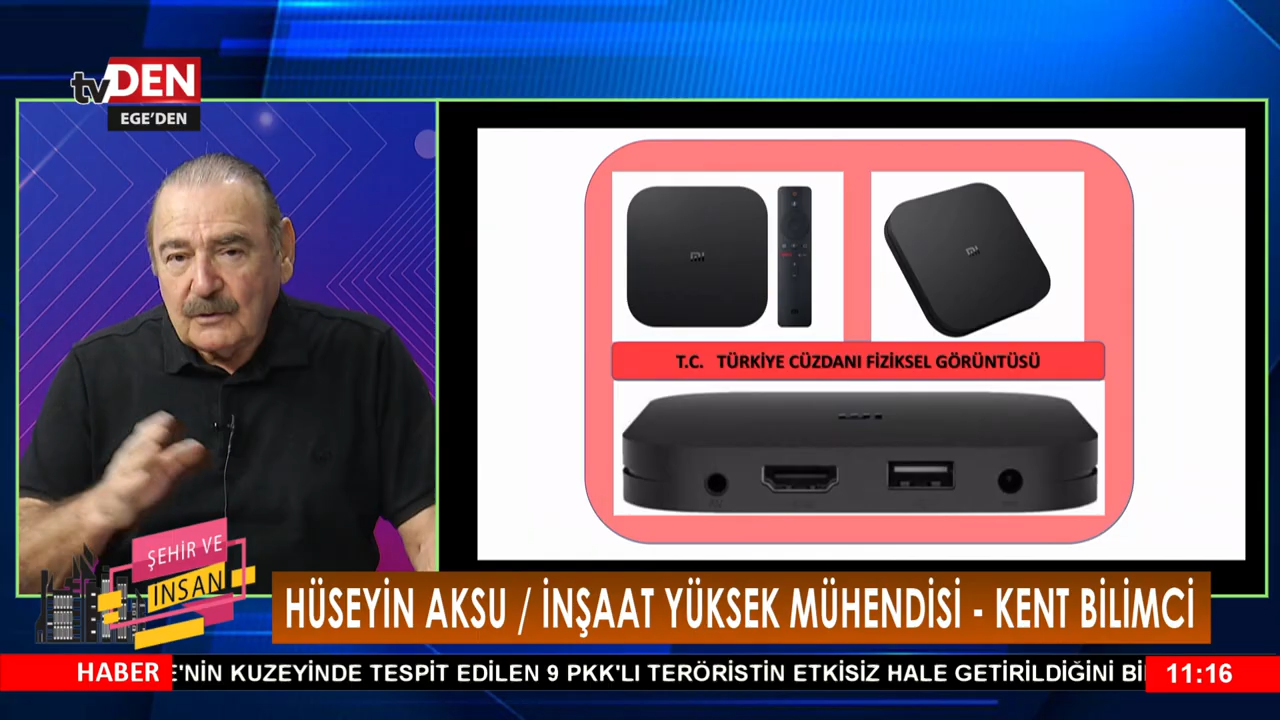 tvDEN
EGE'DEN
T.C. TÜRKİYE CÜZDANI FİZİKSEL GÖRÜNTÜSÜ
ŞEHİR VE
INSAN
HÜSEYİN AKSU / İNŞAAT YÜKSEK MÜHENDİSİ - KENT BİLİMCİ
HABER
E'NİN KUZEYİNDE TESPİT EDİLEN 9 PKK'LI TERÖRİSTİN ETKİSİZ HALE GETİRİLDİĞİNİ Bİ
11:16